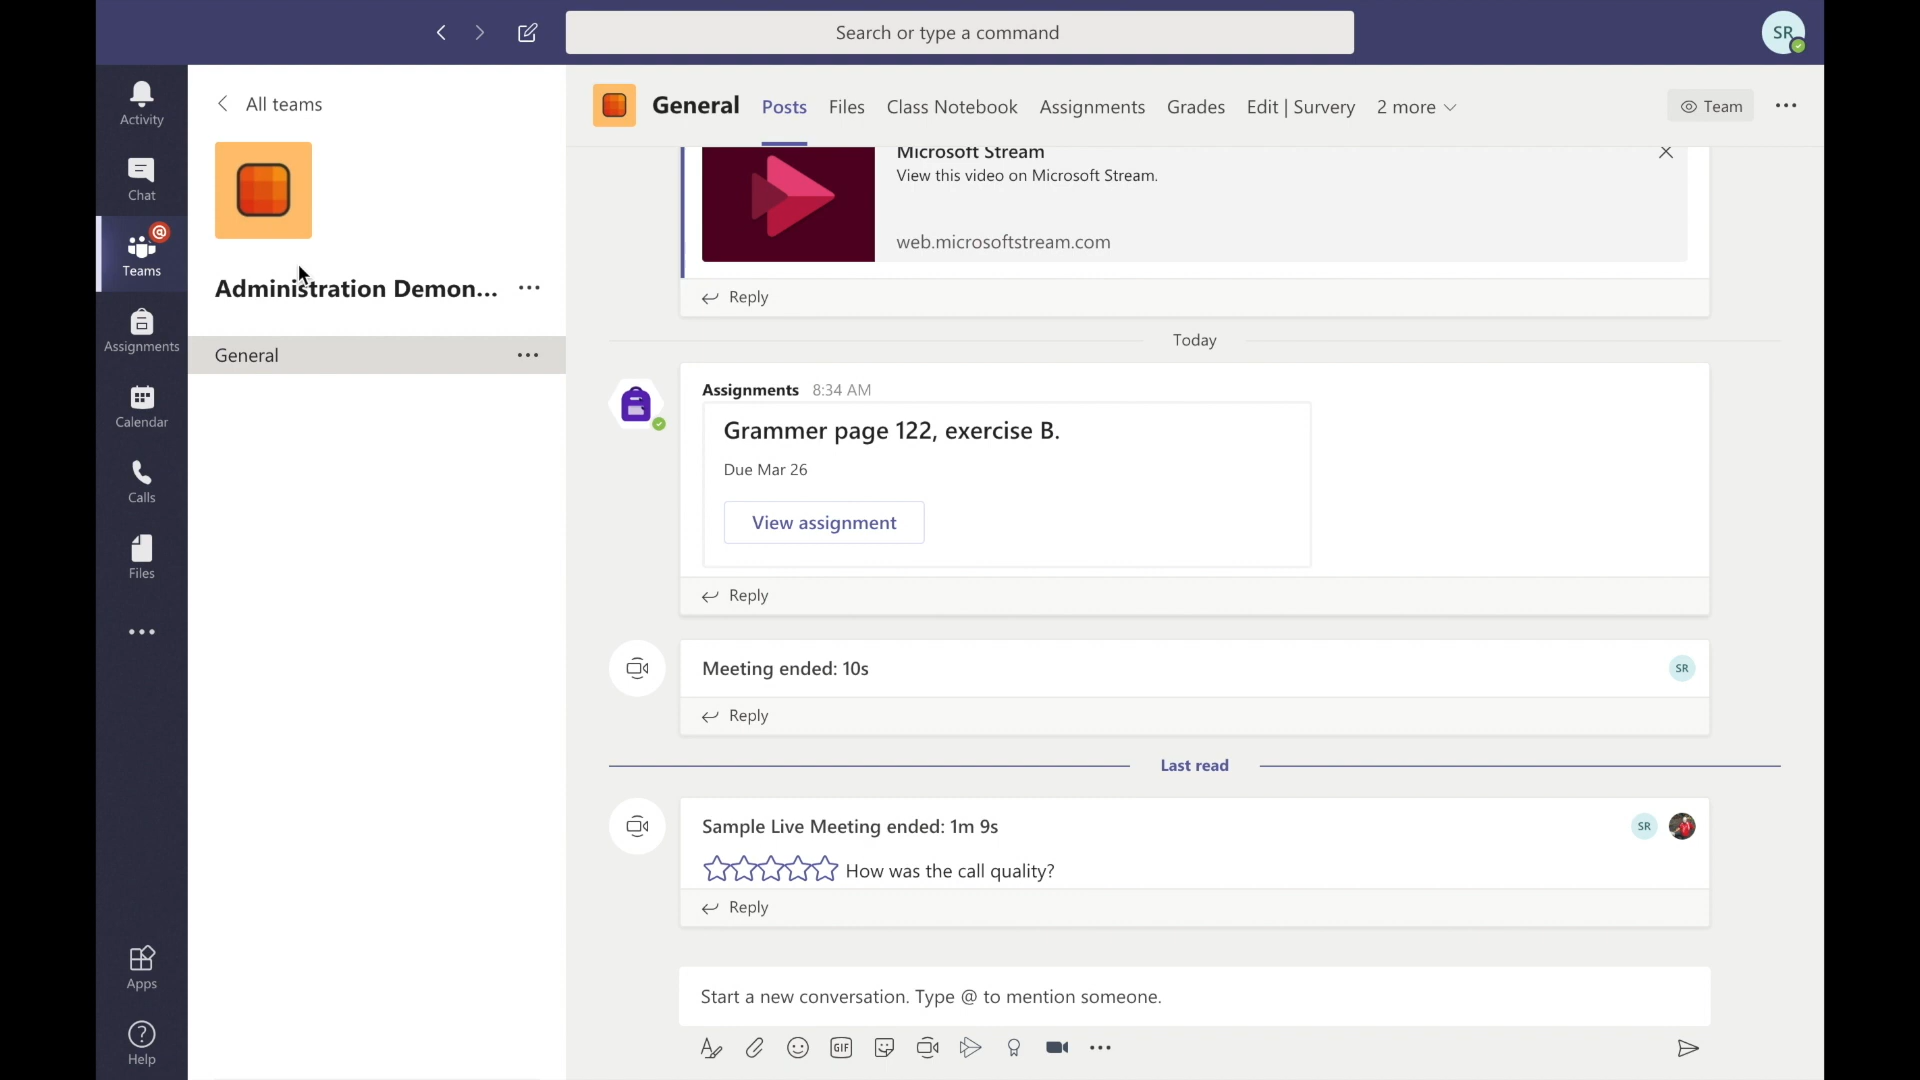 Search or type a command
SR
Activity
Chat
@
Teams
Assignments
Calendar
Calls
Files
Apps
Help
All teams
Administration Demon...
General
General
Posts
Files
Class Notebook
Assignments
Grades
Edit | Survery
2 more
Team
Microsoft Stream
View this video on Microsoft Stream.
web.microsoftstream.com
Reply
Today
Assignments 8:34 AM
Grammer page 122, exercise B.
Due Mar 26
View assignment
Reply
Meeting ended: 10s
SR
Reply
Last read
Sample Live Meeting ended: 1m 9s
SR
How was the call quality?
Reply
Start a new conversation. Type @ to mention someone.
GIF